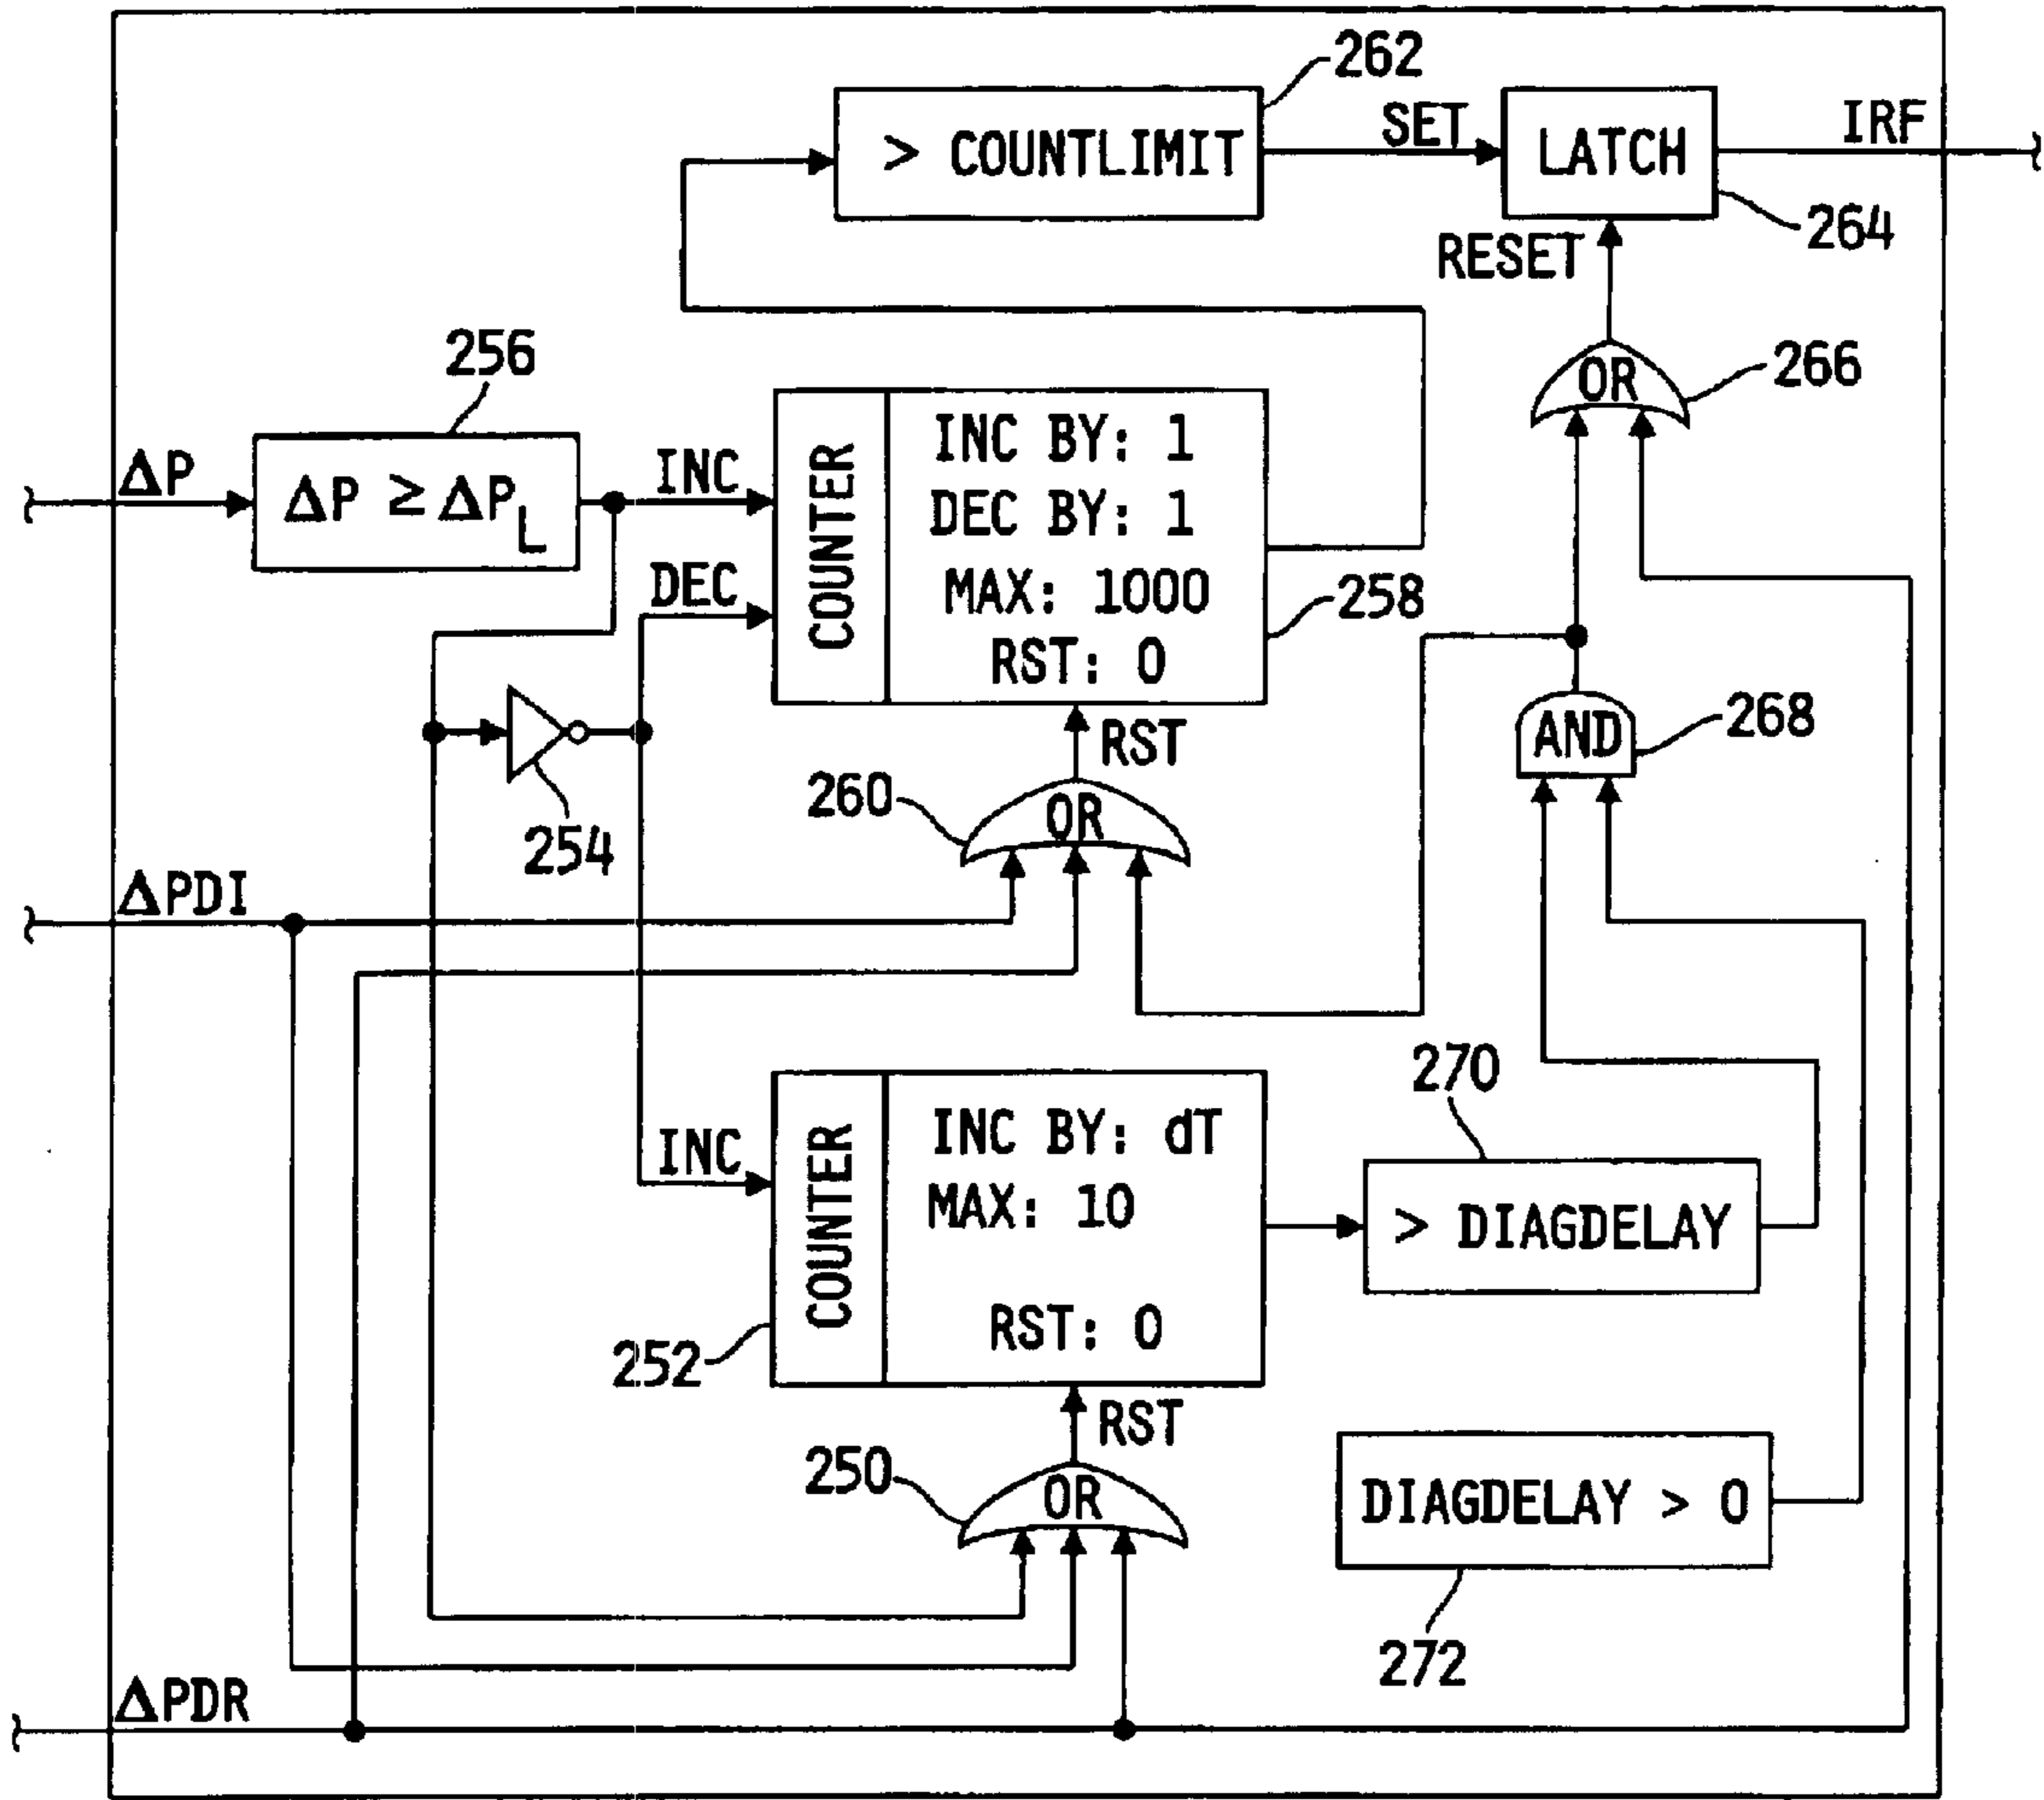 262
> COUNTLIMIT
SET
LATCH
IRF
264
RESET
256
ΔP
ΔP ≥ ΔP_L
INC
DEC
COUNTER
INC BY: 1
DEC BY: 1
MAX: 1000
RST: 0
258
OR
266
254
RST
260
OR
AND
268
ΔPDI
INC
COUNTER
INC BY: dT
MAX: 10
RST: 0
252
270
> DIAGDELAY
RST
250
OR
DIAGDELAY > 0
272
ΔPDR